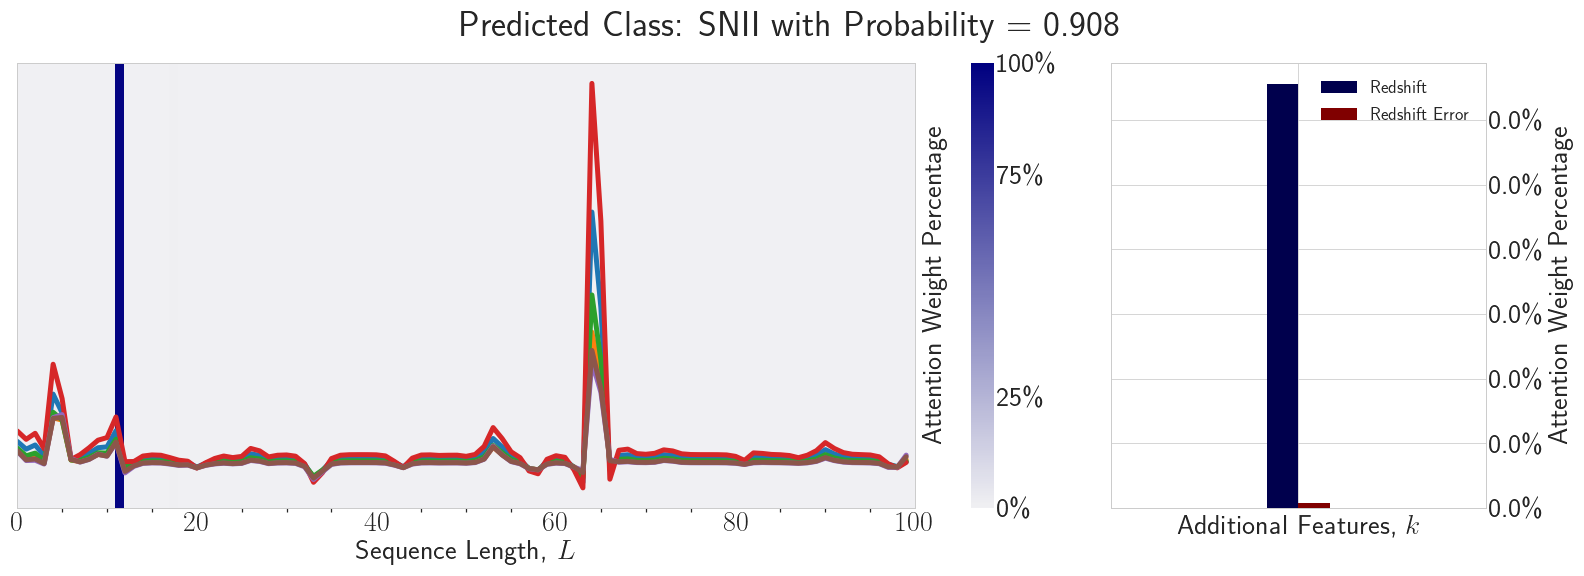 Predicted Class: SNII with Probability = 0.908
0
20
40
60
80
100
Sequence Length, L
100%
75%
25%
0%
Attention Weight Percentage
Redshift
Redshift Error
0.0%
0.0%
0.0%
0.0%
0.0%
0.0%
0.0%
Attention Weight Percentage
Additional Features, k